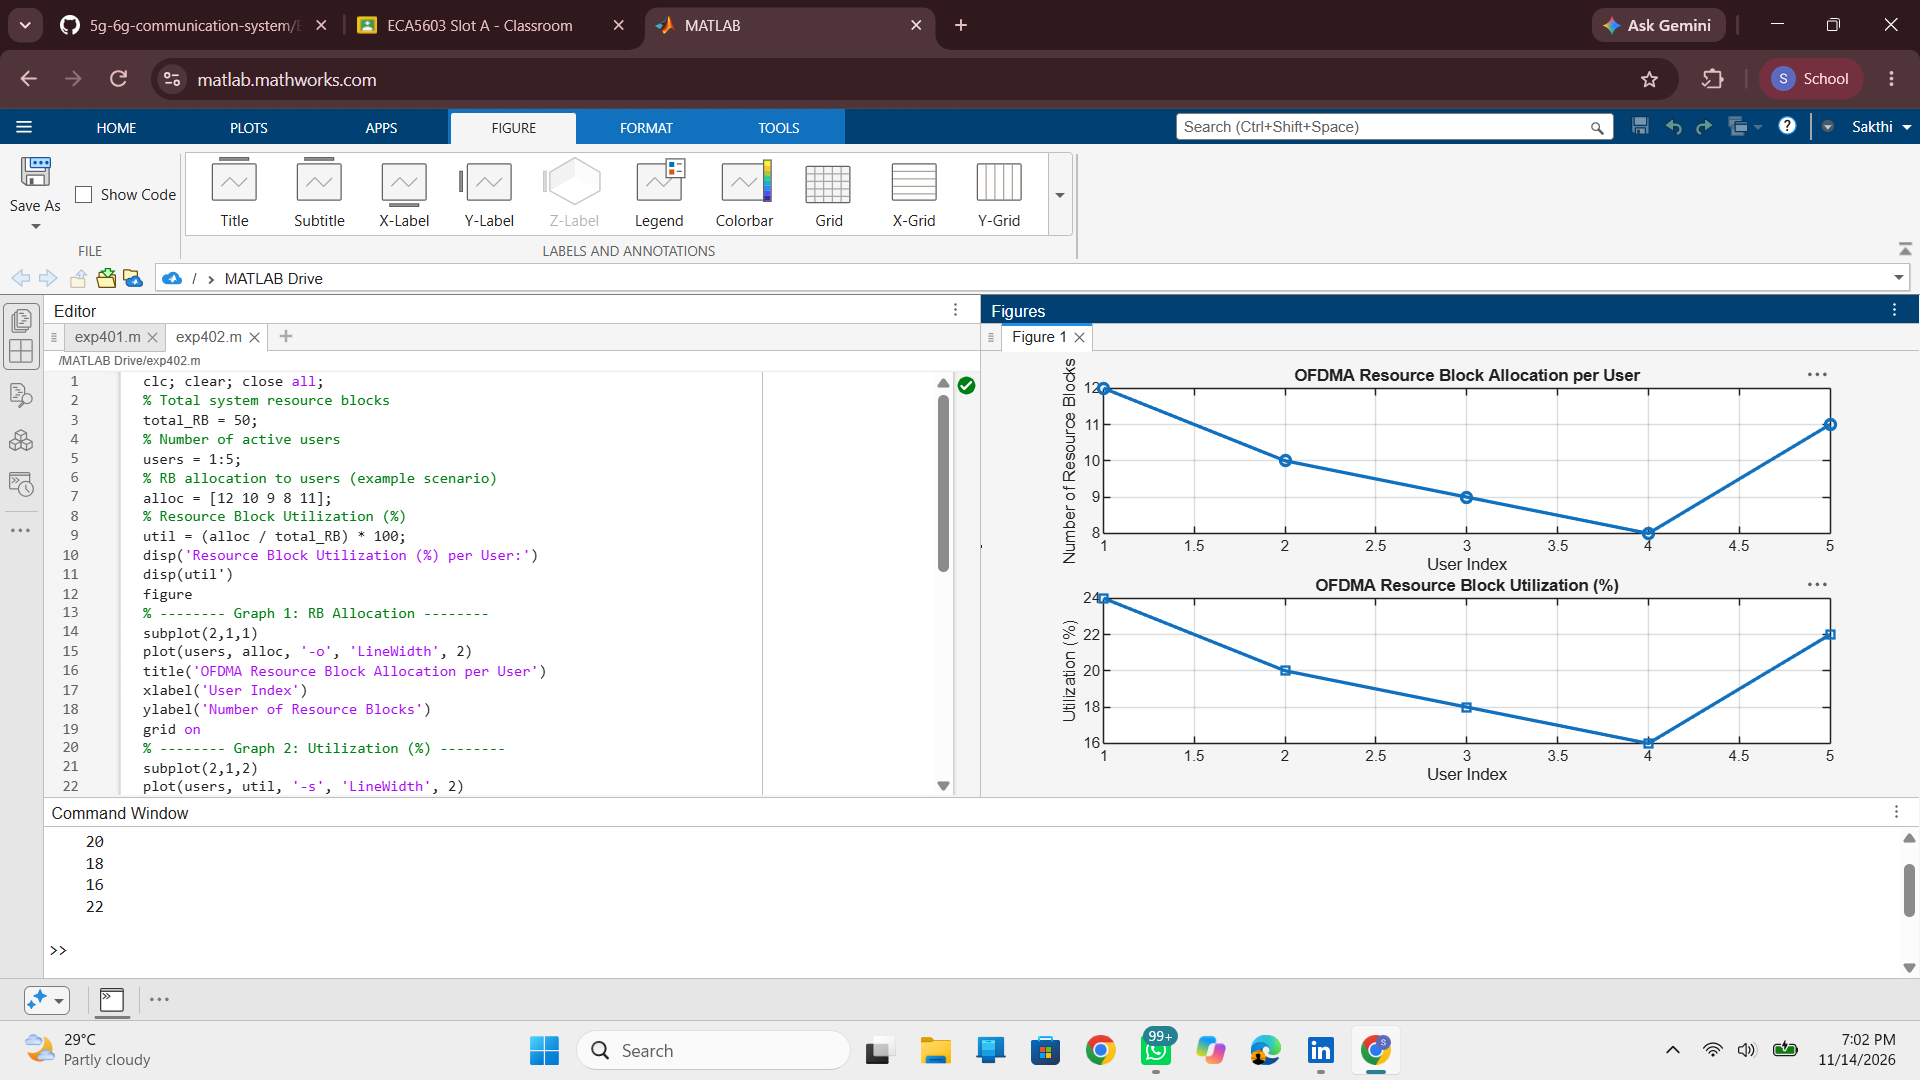 5g-6g-communication-system/
ECA5603 Slot A - Classroom
MATLAB
Ask Gemini
matlab.mathworks.com
S
School
HOME
PLOTS
APPS
FIGURE
FORMAT
TOOLS
Search (Ctrl+Shift+Space)
Sakthi
Save As
Show Code
Title
Subtitle
X-Label
Y-Label
Z-Label
Legend
Colorbar
Grid
X-Grid
Y-Grid
FILE
LABELS AND ANNOTATIONS
/ › MATLAB Drive
Editor
exp401.m
exp402.m
/MATLAB Drive/exp402.m
1 clc; clear; close all;
2 % Total system resource blocks
3 total_RB = 50;
4 % Number of active users
5 users = 1:5;
6 % RB allocation to users (example scenario)
7 alloc = [12 10 9 8 11];
8 % Resource Block Utilization (%)
9 util = (alloc / total_RB) * 100;
10 disp('Resource Block Utilization (%) per User:')
11 disp(util')
12 figure
13 % -------- Graph 1: RB Allocation --------
14 subplot(2,1,1)
15 plot(users, alloc, '-o', 'LineWidth', 2)
16 title('OFDMA Resource Block Allocation per User')
17 xlabel('User Index')
18 ylabel('Number of Resource Blocks')
19 grid on
20 % -------- Graph 2: Utilization (%) --------
21 subplot(2,1,2)
22 plot(users, util, '-s', 'LineWidth', 2)
Figures
Figure 1
OFDMA Resource Block Allocation per User
Number of Resource Blocks
12
11
10
9
8
1 1.5 2 2.5 3 3.5 4 4.5 5
User Index
OFDMA Resource Block Utilization (%)
Utilization (%)
24
22
20
18
16
1 1.5 2 2.5 3 3.5 4 4.5 5
User Index
Command Window
20
18
16
22
>>
29°C
Partly cloudy
Search
99+
7:02 PM
11/14/2026